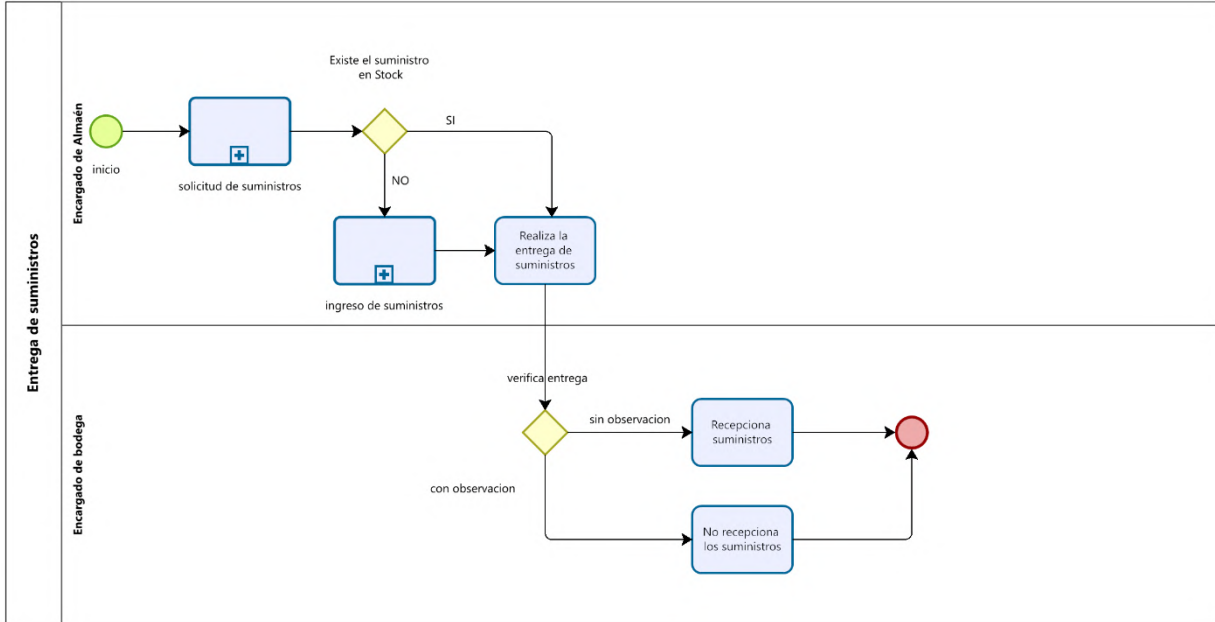 Entrega de suministros
Encargado de Almaén
Existe el suministro
en Stock
inicio
solicitud de suministros
SI
NO
ingreso de suministros
Realiza la
entrega de
suministros
Encargado de bodega
verifica entrega
sin observacion
Recepciona
suministros
con observacion
No recepciona
los suministros